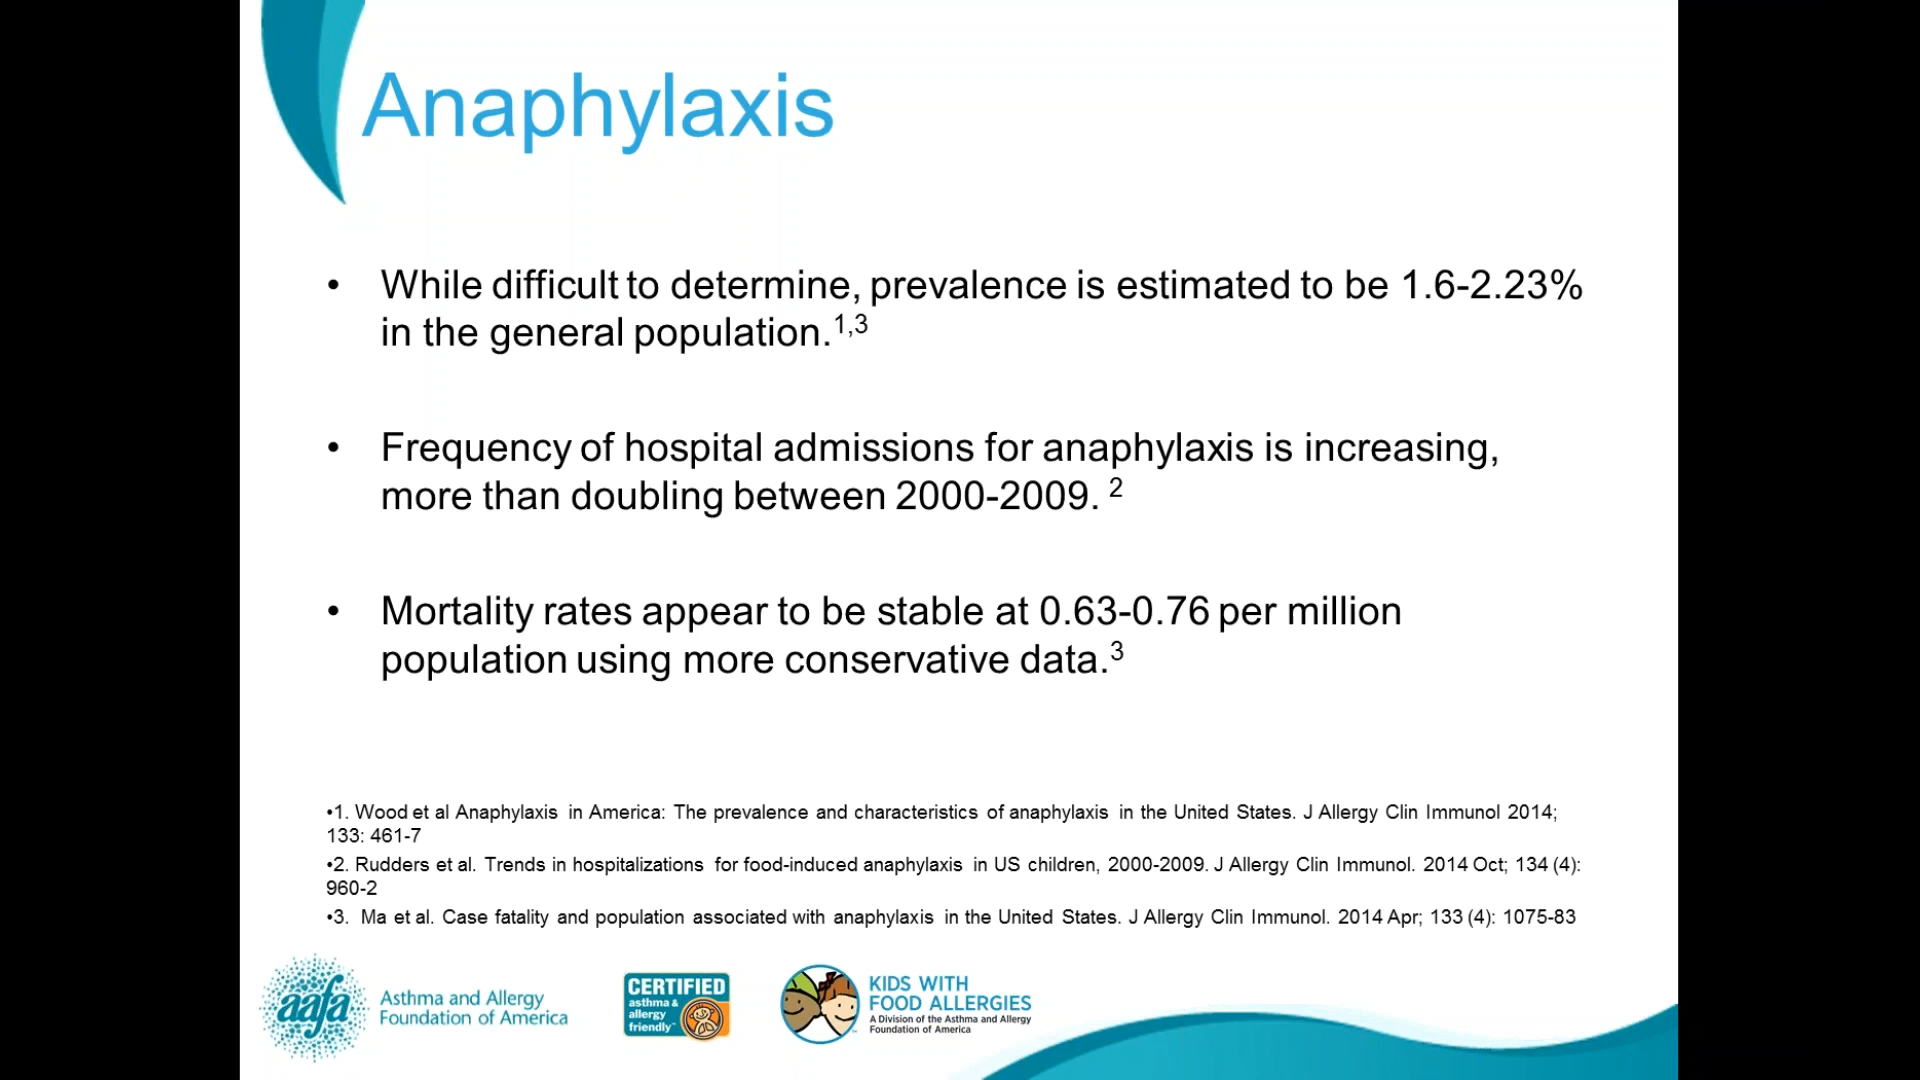 Anaphylaxis
• While difficult to determine, prevalence is estimated to be 1.6-2.23%
in the general population.1,3
• Frequency of hospital admissions for anaphylaxis is increasing,
more than doubling between 2000-2009. 2
• Mortality rates appear to be stable at 0.63-0.76 per million
population using more conservative data.3
•1. Wood et al Anaphylaxis in America: The prevalence and characteristics of anaphylaxis in the United States. J Allergy Clin Immunol 2014;
133: 461-7
•2. Rudders et al. Trends in hospitalizations for food-induced anaphylaxis in US children, 2000-2009. J Allergy Clin Immunol. 2014 Oct; 134 (4):
960-2
•3. Ma et al. Case fatality and population associated with anaphylaxis in the United States. J Allergy Clin Immunol. 2014 Apr; 133 (4): 1075-83
aafa
Asthma and Allergy
Foundation of America
CERTIFIED
asthma &
allergy
friendly™
KIDS WITH
FOOD ALLERGIES
A Division of the Asthma and Allergy
Foundation of America